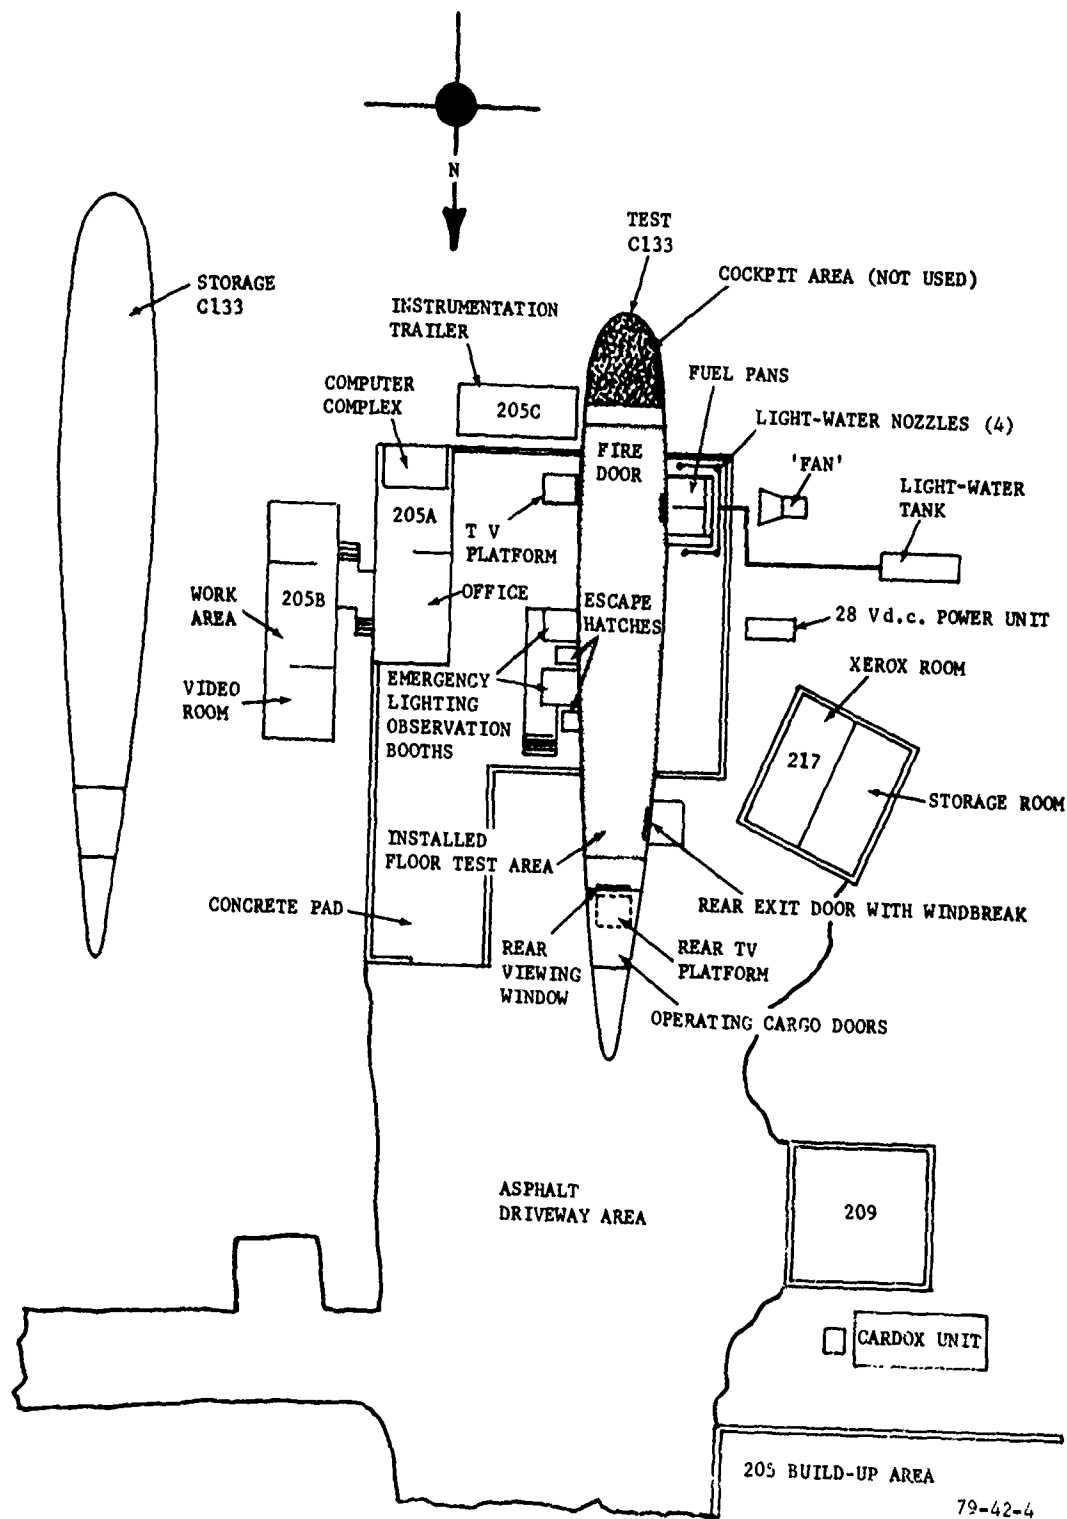 N
TEST
C133
COCKPIT AREA (NOT USED)
STORAGE
C133
INSTRUMENTATION
TRAILER
FUEL PANS
COMPUTER
COMPLEX
205C
LIGHT-WATER NOZZLES (4)
FIRE
DOOR
'FAN'
LIGHT-WATER
TANK
205A
T V
PLATFORM
OFFICE
205B
WORK
AREA
ESCAPE
HATCHES
28 Vd.c. POWER UNIT
XEROX ROOM
EMERGENCY
LIGHTING
OBSERVATION
BOOTHS
VIDEO
ROOM
217
STORAGE ROOM
INSTALLED
FLOOR TEST AREA
CONCRETE PAD
REAR EXIT DOOR WITH WINDBREAK
REAR
VIEWING
WINDOW
REAR TV
PLATFORM
OPERATING CARGO DOORS
ASPHALT
DRIVEWAY AREA
209
CARDOX UNIT
205 BUILD-UP AREA
79-42-4